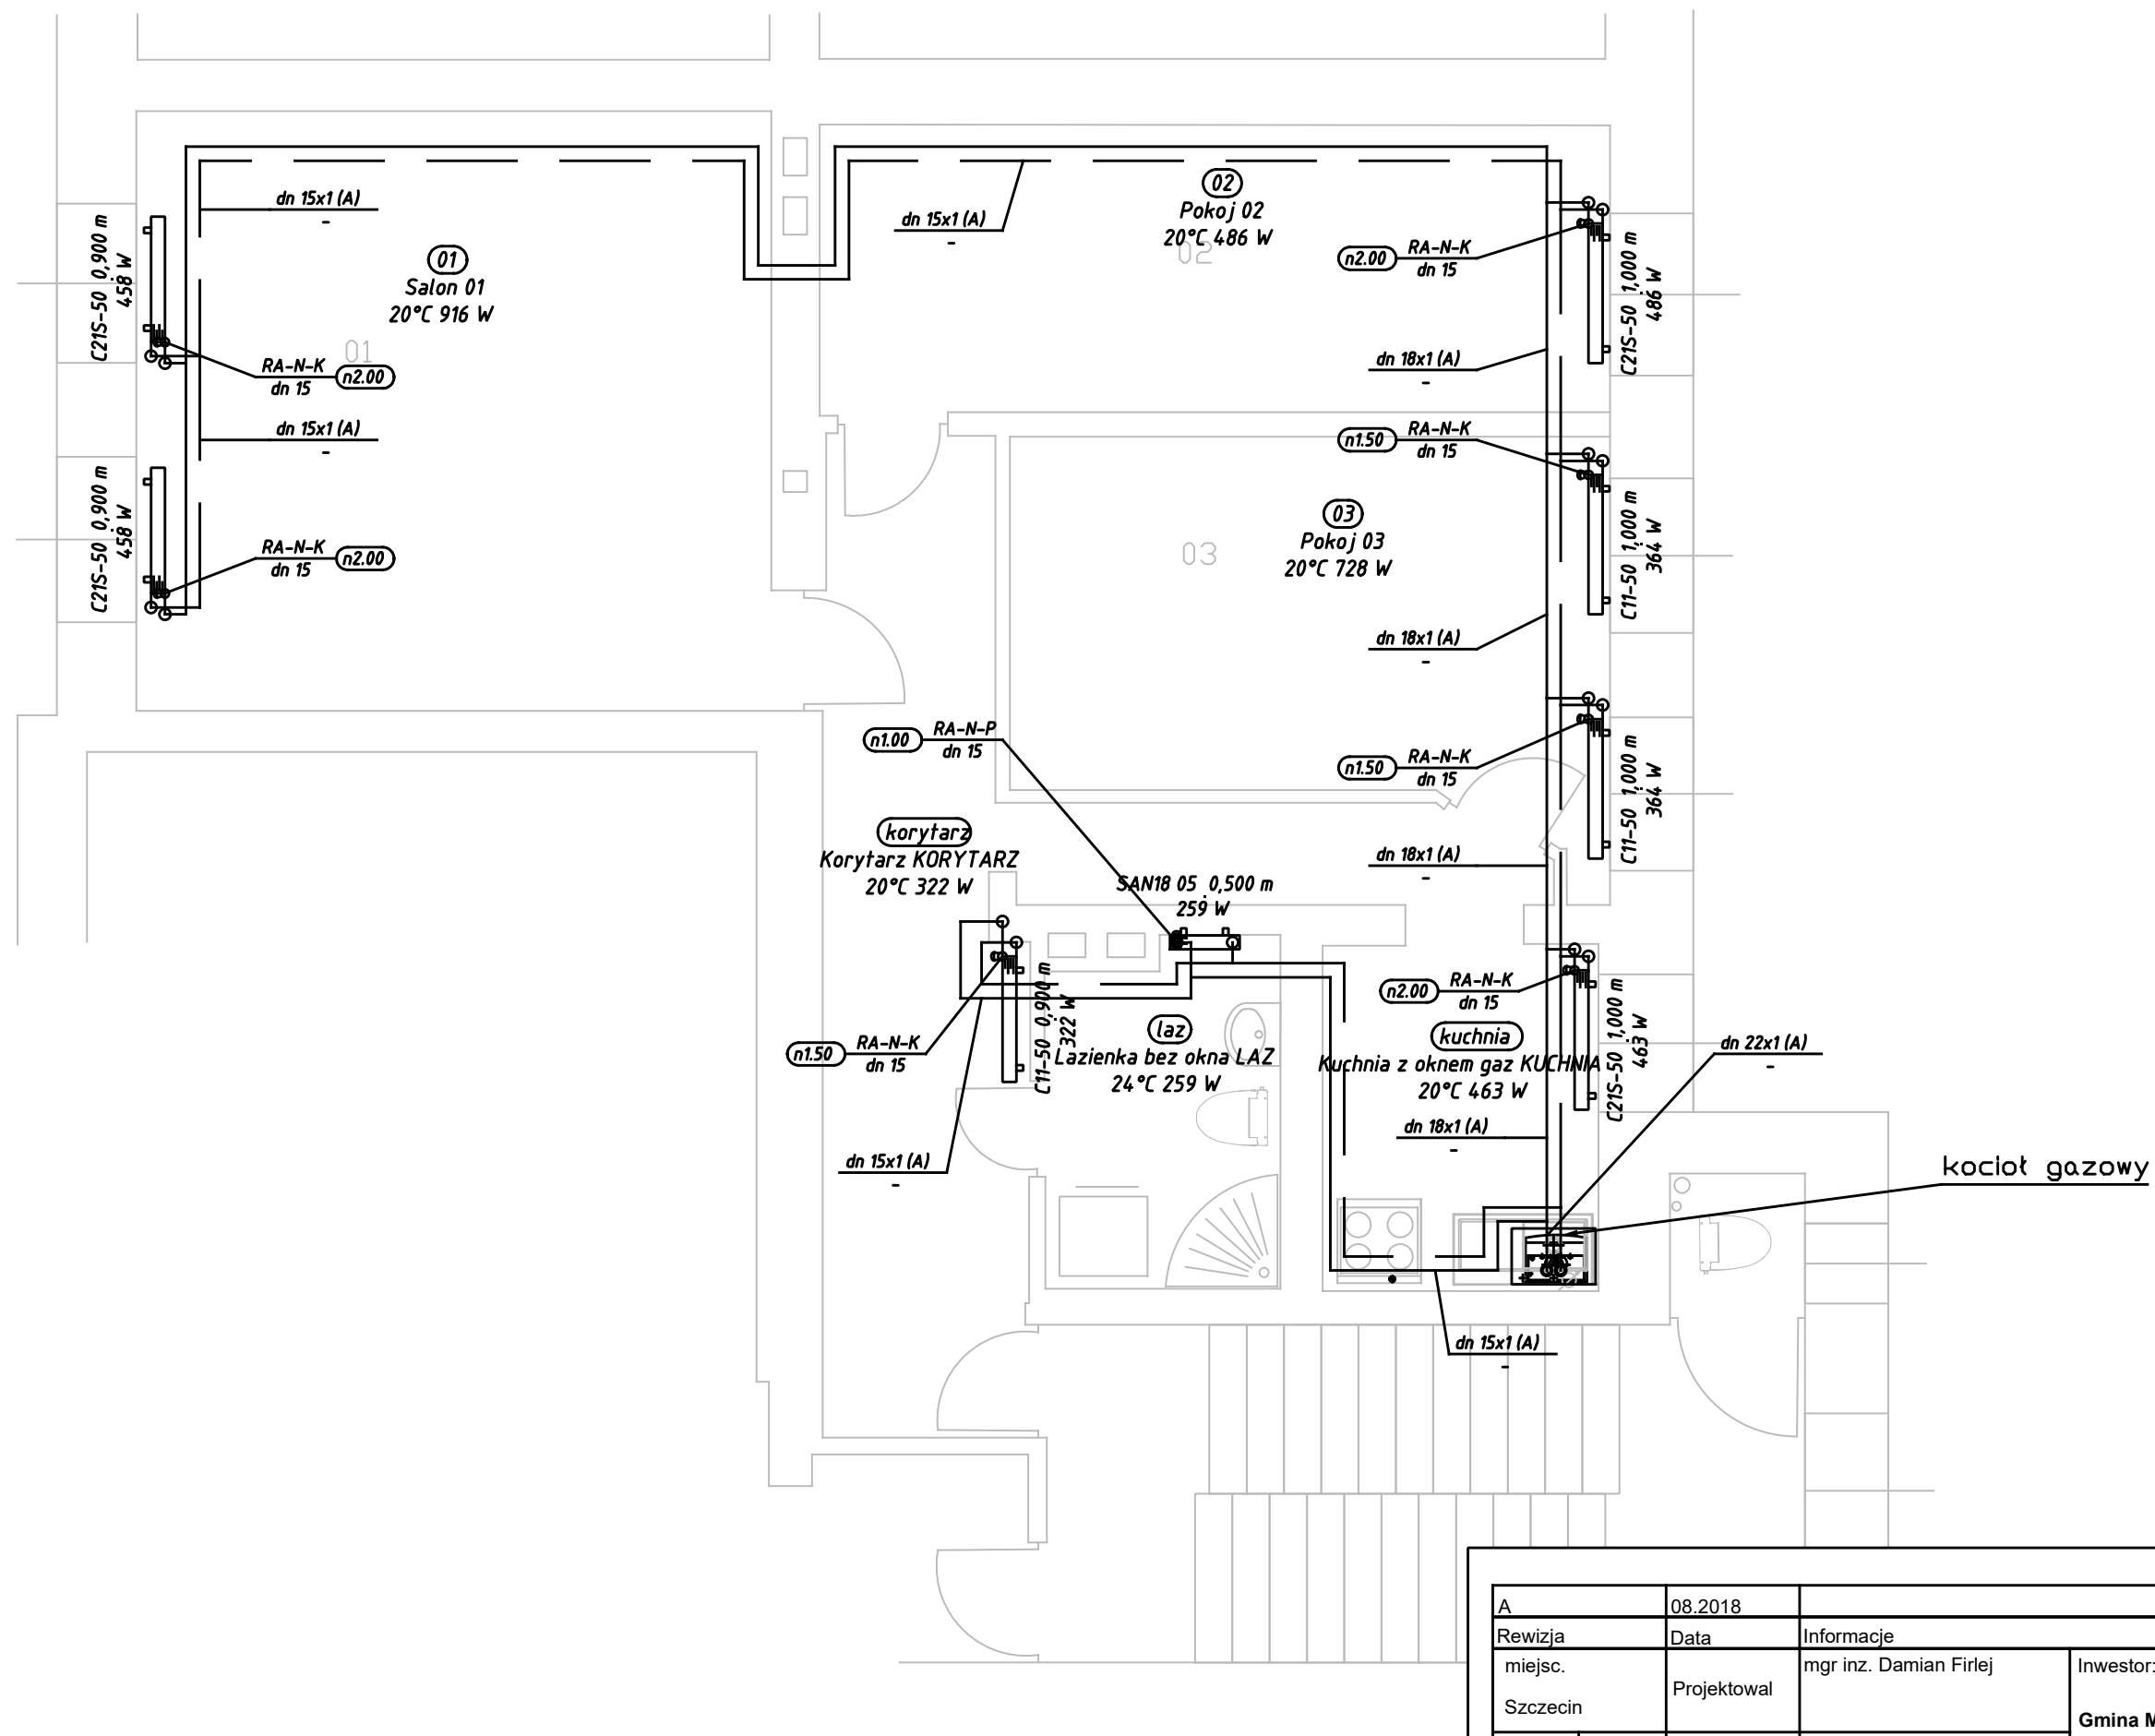 dn 15x1 (A)
-
01
Salon 01
20°C 916 W
01
C21S-50 0,900 m
458 W
RA-N-K
dn 15
n2.00
dn 15x1 (A)
-
C21S-50 0,900 m
458 W
RA-N-K
dn 15
n2.00
dn 15x1 (A)
-
02
Pokoj 02
20°C 486 W
02
n2.00
RA-N-K
dn 15
C21S-50 1,000 m
486 W
dn 18x1 (A)
-
n1.50
RA-N-K
dn 15
03
Pokoj 03
20°C 728 W
03
C11-50 1,000 m
364 W
dn 18x1 (A)
-
n1.00
RA-N-P
dn 15
n1.50
RA-N-K
dn 15
C11-50 1,000 m
364 W
korytarz
Korytarz KORYTARZ
20°C 322 W
dn 18x1 (A)
-
SAN18 05 0,500 m
259 W
n2.00
RA-N-K
dn 15
C11-50 0,900 m
322 W
n1.50
RA-N-K
dn 15
laz
Lazienka bez okna LAZ
24°C 259 W
kuchnia
Kuchnia z oknem gaz KUCHNIA
20°C 463 W
C21S-50 1,000 m
463 W
dn 22x1 (A)
-
dn 18x1 (A)
-
dn 15x1 (A)
-
kocioł gazowy
dn 15x1 (A)
-
A 08.2018
Rewizja Data Informacje
miejsc.
Szczecin
Projektowal
mgr inz. Damian Firlej
Inwestor:
Gmina M